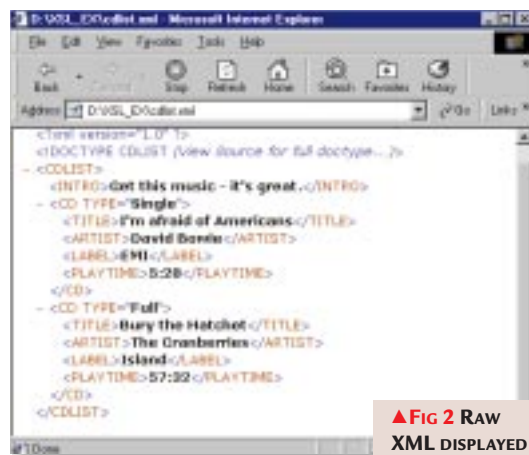 D:\XSL_EX\cdlist.xml - Microsoft Internet Explorer
File Edit View Favorites Tools Help
Back Stop Refresh Home Search Favorites History
Address D:\XSL_EX\cdlist.xml Go Links »
<?xml version="1.0" ?>
<!DOCTYPE CDLIST (View Source for full doctype...)>
- <CDLIST>
<INTRO>Get this music - it's great.</INTRO>
- <CD TYPE="Single">
<TITLE>I'm afraid of Americans</TITLE>
<ARTIST>David Bowie</ARTIST>
<LABEL>EMI</LABEL>
<PLAYTIME>5:28</PLAYTIME>
</CD>
- <CD TYPE="Full">
<TITLE>Bury the Hatchet</TITLE>
<ARTIST>The Cranberries</ARTIST>
<LABEL>Island</LABEL>
<PLAYTIME>57:32</PLAYTIME>
</CD>
</CDLIST>
Done
▲FIG 2 RAW
XML DISPLAYED